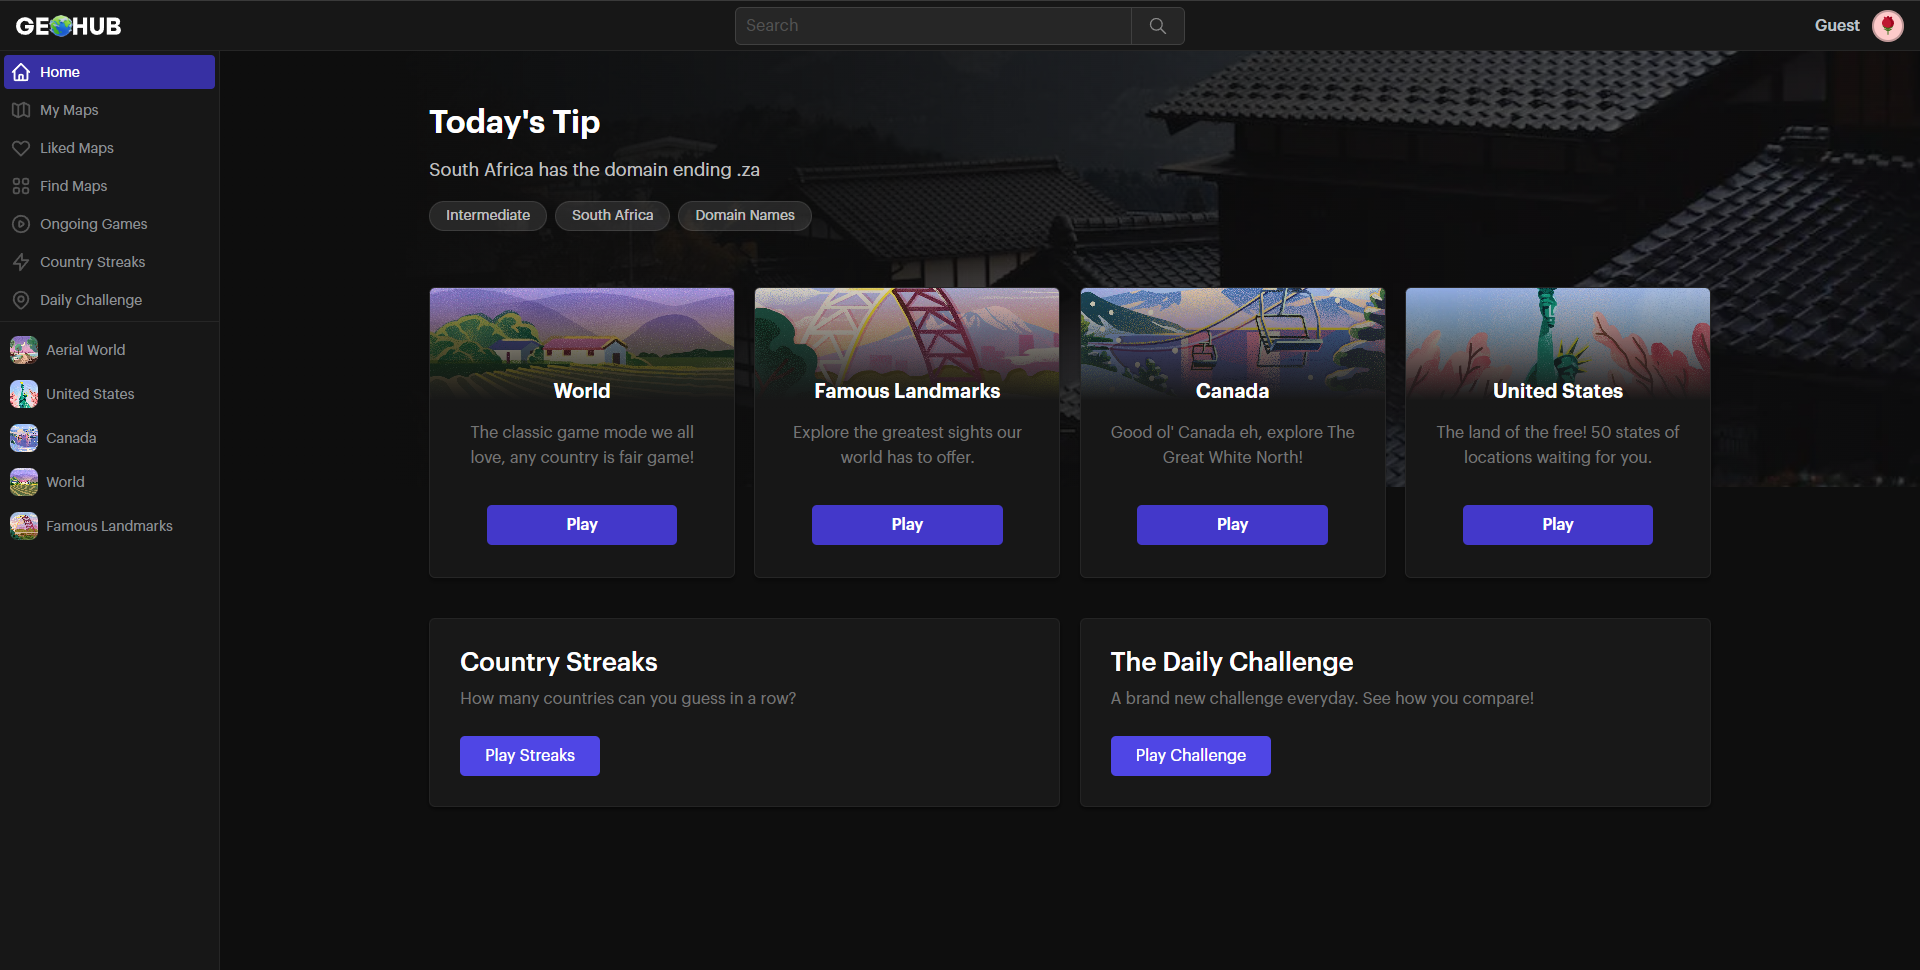 GEOHUB
Search
Guest
Home
My Maps
Liked Maps
Find Maps
Ongoing Games
Country Streaks
Daily Challenge
Aerial World
United States
Canada
World
Famous Landmarks
Today's Tip
South Africa has the domain ending .za
Intermediate
South Africa
Domain Names
World
The classic game mode we all
love, any country is fair game!
Play
Famous Landmarks
Explore the greatest sights our
world has to offer.
Play
Canada
Good ol' Canada eh, explore The
Great White North!
Play
United States
The land of the free! 50 states of
locations waiting for you.
Play
Country Streaks
How many countries can you guess in a row?
Play Streaks
The Daily Challenge
A brand new challenge everyday. See how you compare!
Play Challenge